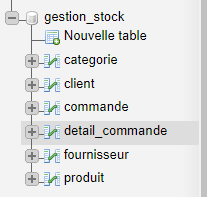 gestion_stock
Nouvelle table
categorie
client
commande
detail_commande
fournisseur
produit